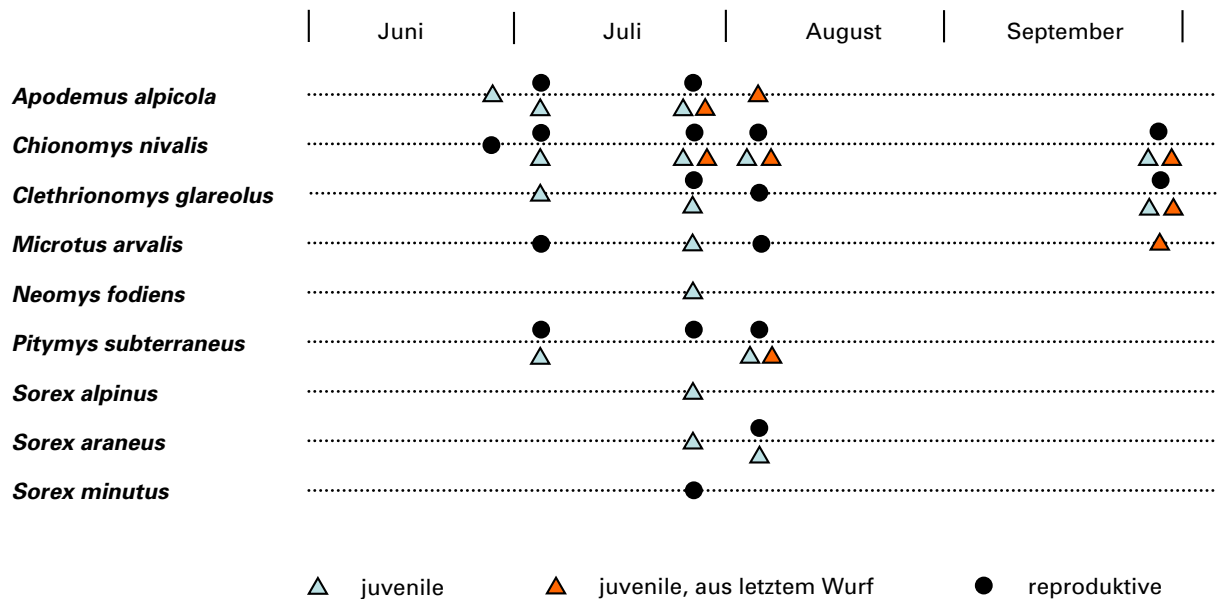 Juni Juli August September
Apodemus alpicola
Chionomys nivalis
Clethrionomys glareolus
Microtus arvalis
Neomys fodiens
Pitymys subterraneus
Sorex alpinus
Sorex araneus
Sorex minutus
juvenile juvenile, aus letztem Wurf reproduktive